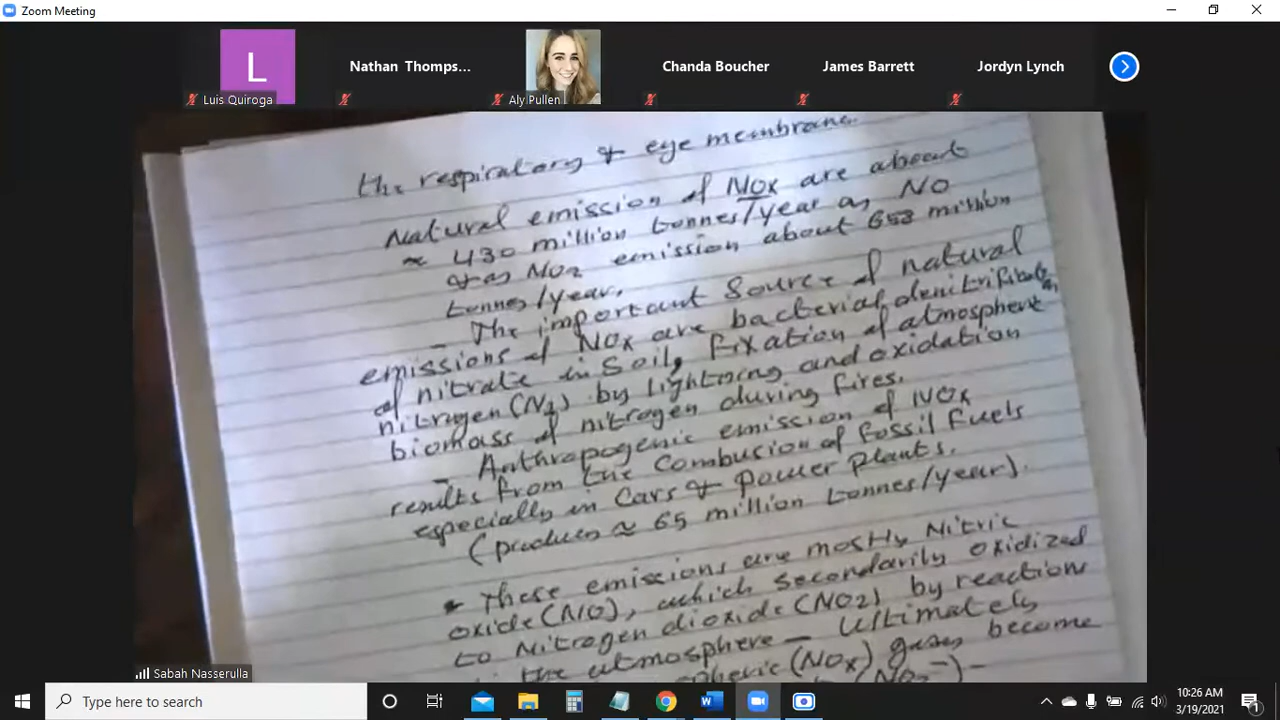 Zoom Meeting
L
Luis Quiroga
Nathan Thomps...
Aly Pullen
Chanda Boucher
James Barrett
Jordyn Lynch
the respiratory & eye membrane.
Natural emission of NOx are about
≈ 430 million tonnes/year as NO
& as NO2 emission about 653 million
tonnes/year.
– The important Source of natural
emissions of NOx are bacterial denitrification
of nitrate in Soil, fixation of atmospheric
nitrogen (N2) by lightning and oxidation
biomass of nitrogen during fires.
– Anthropogenic emission of NOx
results from the Combusion of fossil fuels
especially in Cars & power plants.
(produces ≈ 65 million tonnes/year).
These emissions are mostly Nitric
oxide (NO), which secondarily oxidized
to Nitrogen dioxide (NO2) by reaction
the atmosphere – Ultimately
(NOx) gases become
Sabah Nasserulla
Type here to search
10:26 AM
3/19/2021
1